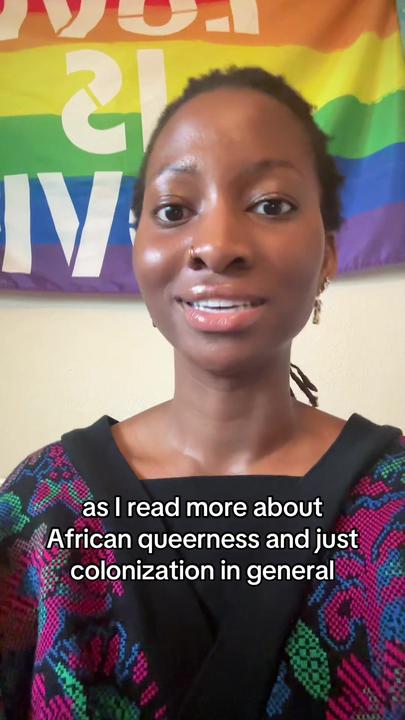 as I read more about
African queerness and just
colonization in general